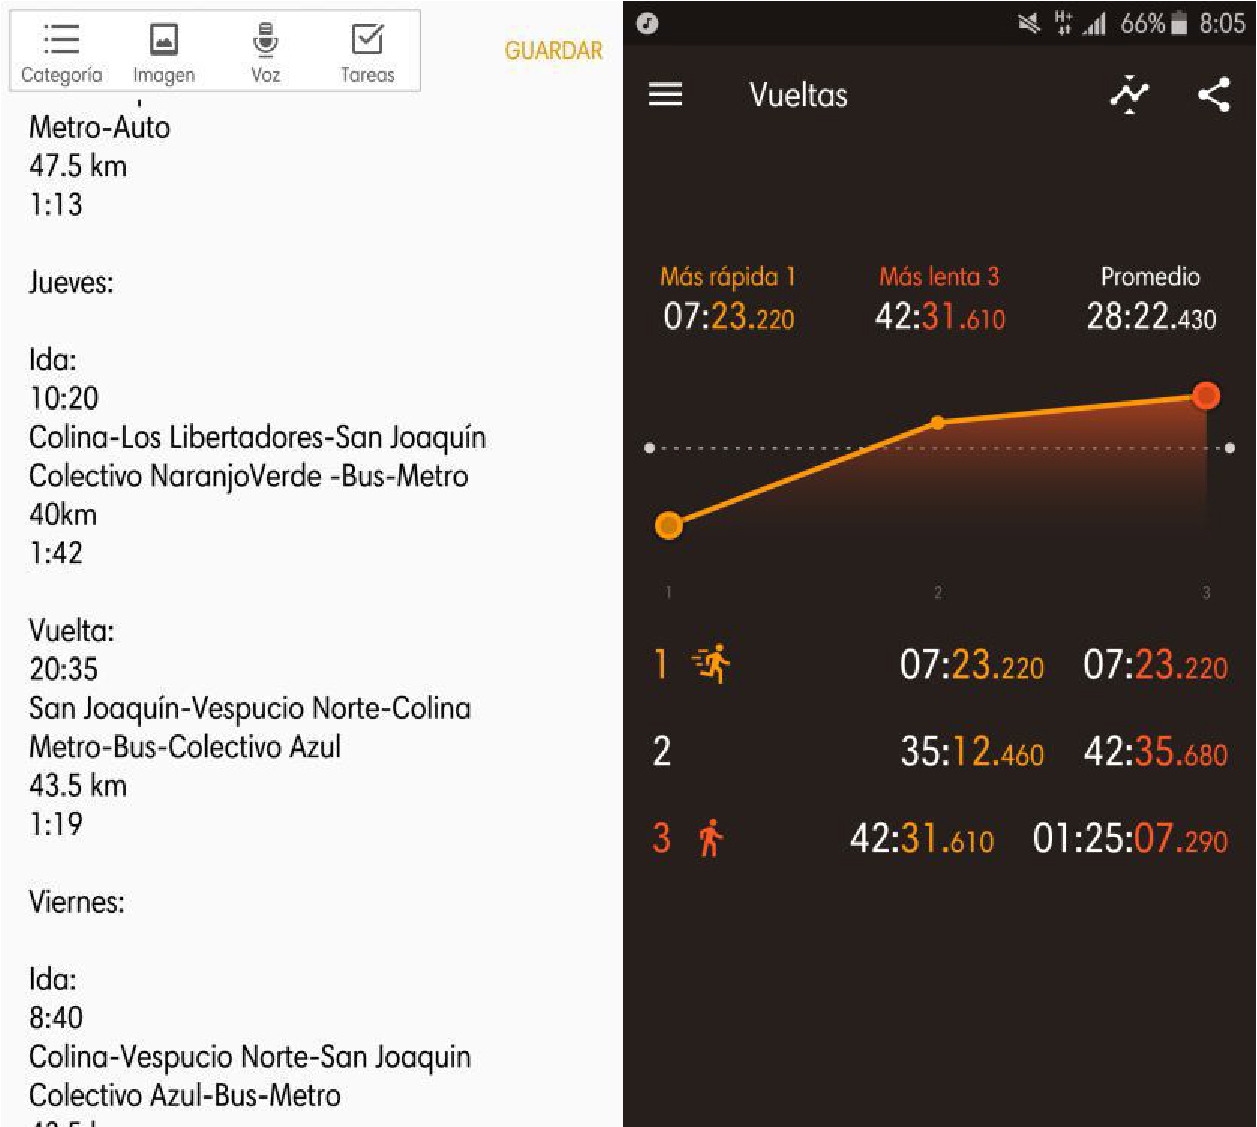 Categoría Imagen Voz Tareas
GUARDAR
Metro-Auto
47.5 km
1:13
Jueves:
Ida:
10:20
Colina-Los Libertadores-San Joaquín
Colectivo NaranjoVerde -Bus-Metro
40km
1:42
Vuelta:
20:35
San Joaquín-Vespucio Norte-Colina
Metro-Bus-Colectivo Azul
43.5 km
1:19
Viernes:
Ida:
8:40
Colina-Vespucio Norte-San Joaquin
Colectivo Azul-Bus-Metro
H+ 66% 8:05
Vueltas
Más rápida 1 Más lenta 3 Promedio
07:23.220 42:31.610 28:22.430
1 2 3
1 07:23.220 07:23.220
2 35:12.460 42:35.680
3 42:31.610 01:25:07.290